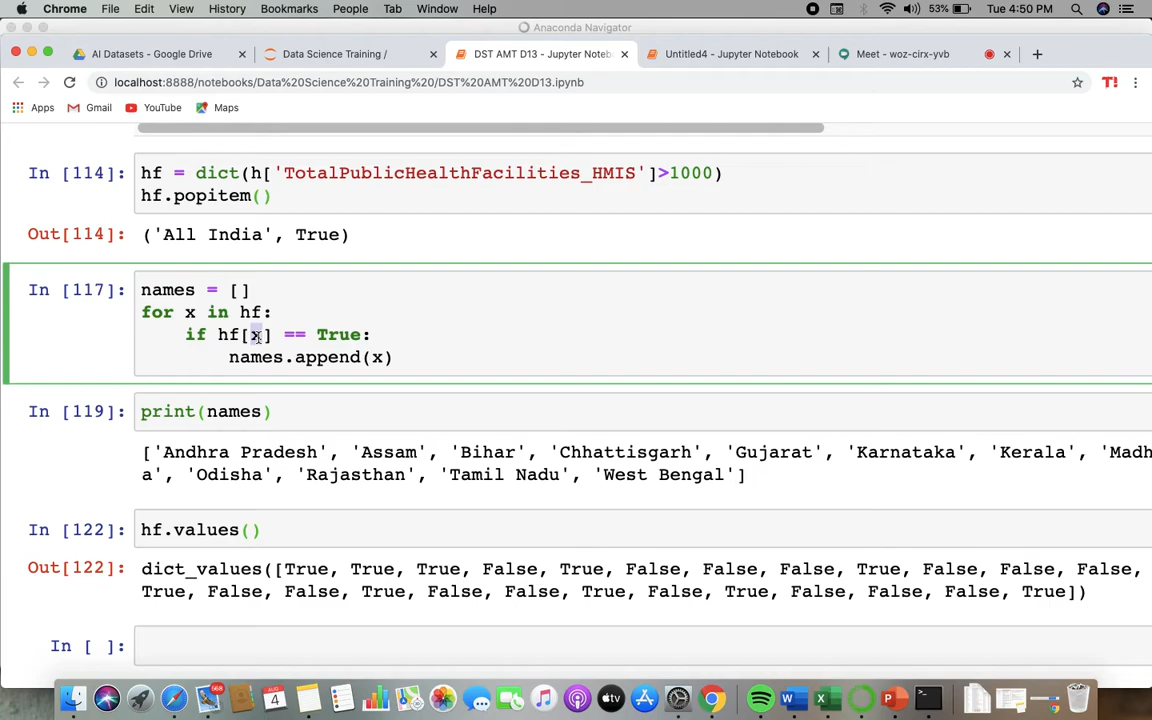 Chrome File Edit View History Bookmarks People Tab Window Help 53% Tue 4:50 PM
Anaconda Navigator
AI Datasets - Google Drive Data Science Training / DST AMT D13 - Jupyter Noteb Untitled4 - Jupyter Notebook Meet - woz-cirx-yvb
localhost:8888/notebooks/Data%20Science%20Training%20/DST%20AMT%20D13.ipynb T!
Apps Gmail YouTube Maps
In [114]: hf = dict(h['TotalPublicHealthFacilities_HMIS']>1000)
hf.popitem()
Out[114]: ('All India', True)
In [117]: names = []
for x in hf:
if hf[x] == True:
names.append(x)
In [119]: print(names)
['Andhra Pradesh', 'Assam', 'Bihar', 'Chhattisgarh', 'Gujarat', 'Karnataka', 'Kerala', 'Madh
a', 'Odisha', 'Rajasthan', 'Tamil Nadu', 'West Bengal']
In [122]: hf.values()
Out[122]: dict_values([True, True, True, False, True, False, False, False, True, False, False, False,
True, False, False, True, False, False, True, False, True, False, False, False, True])
In [ ]:
568
AUG
4
tv